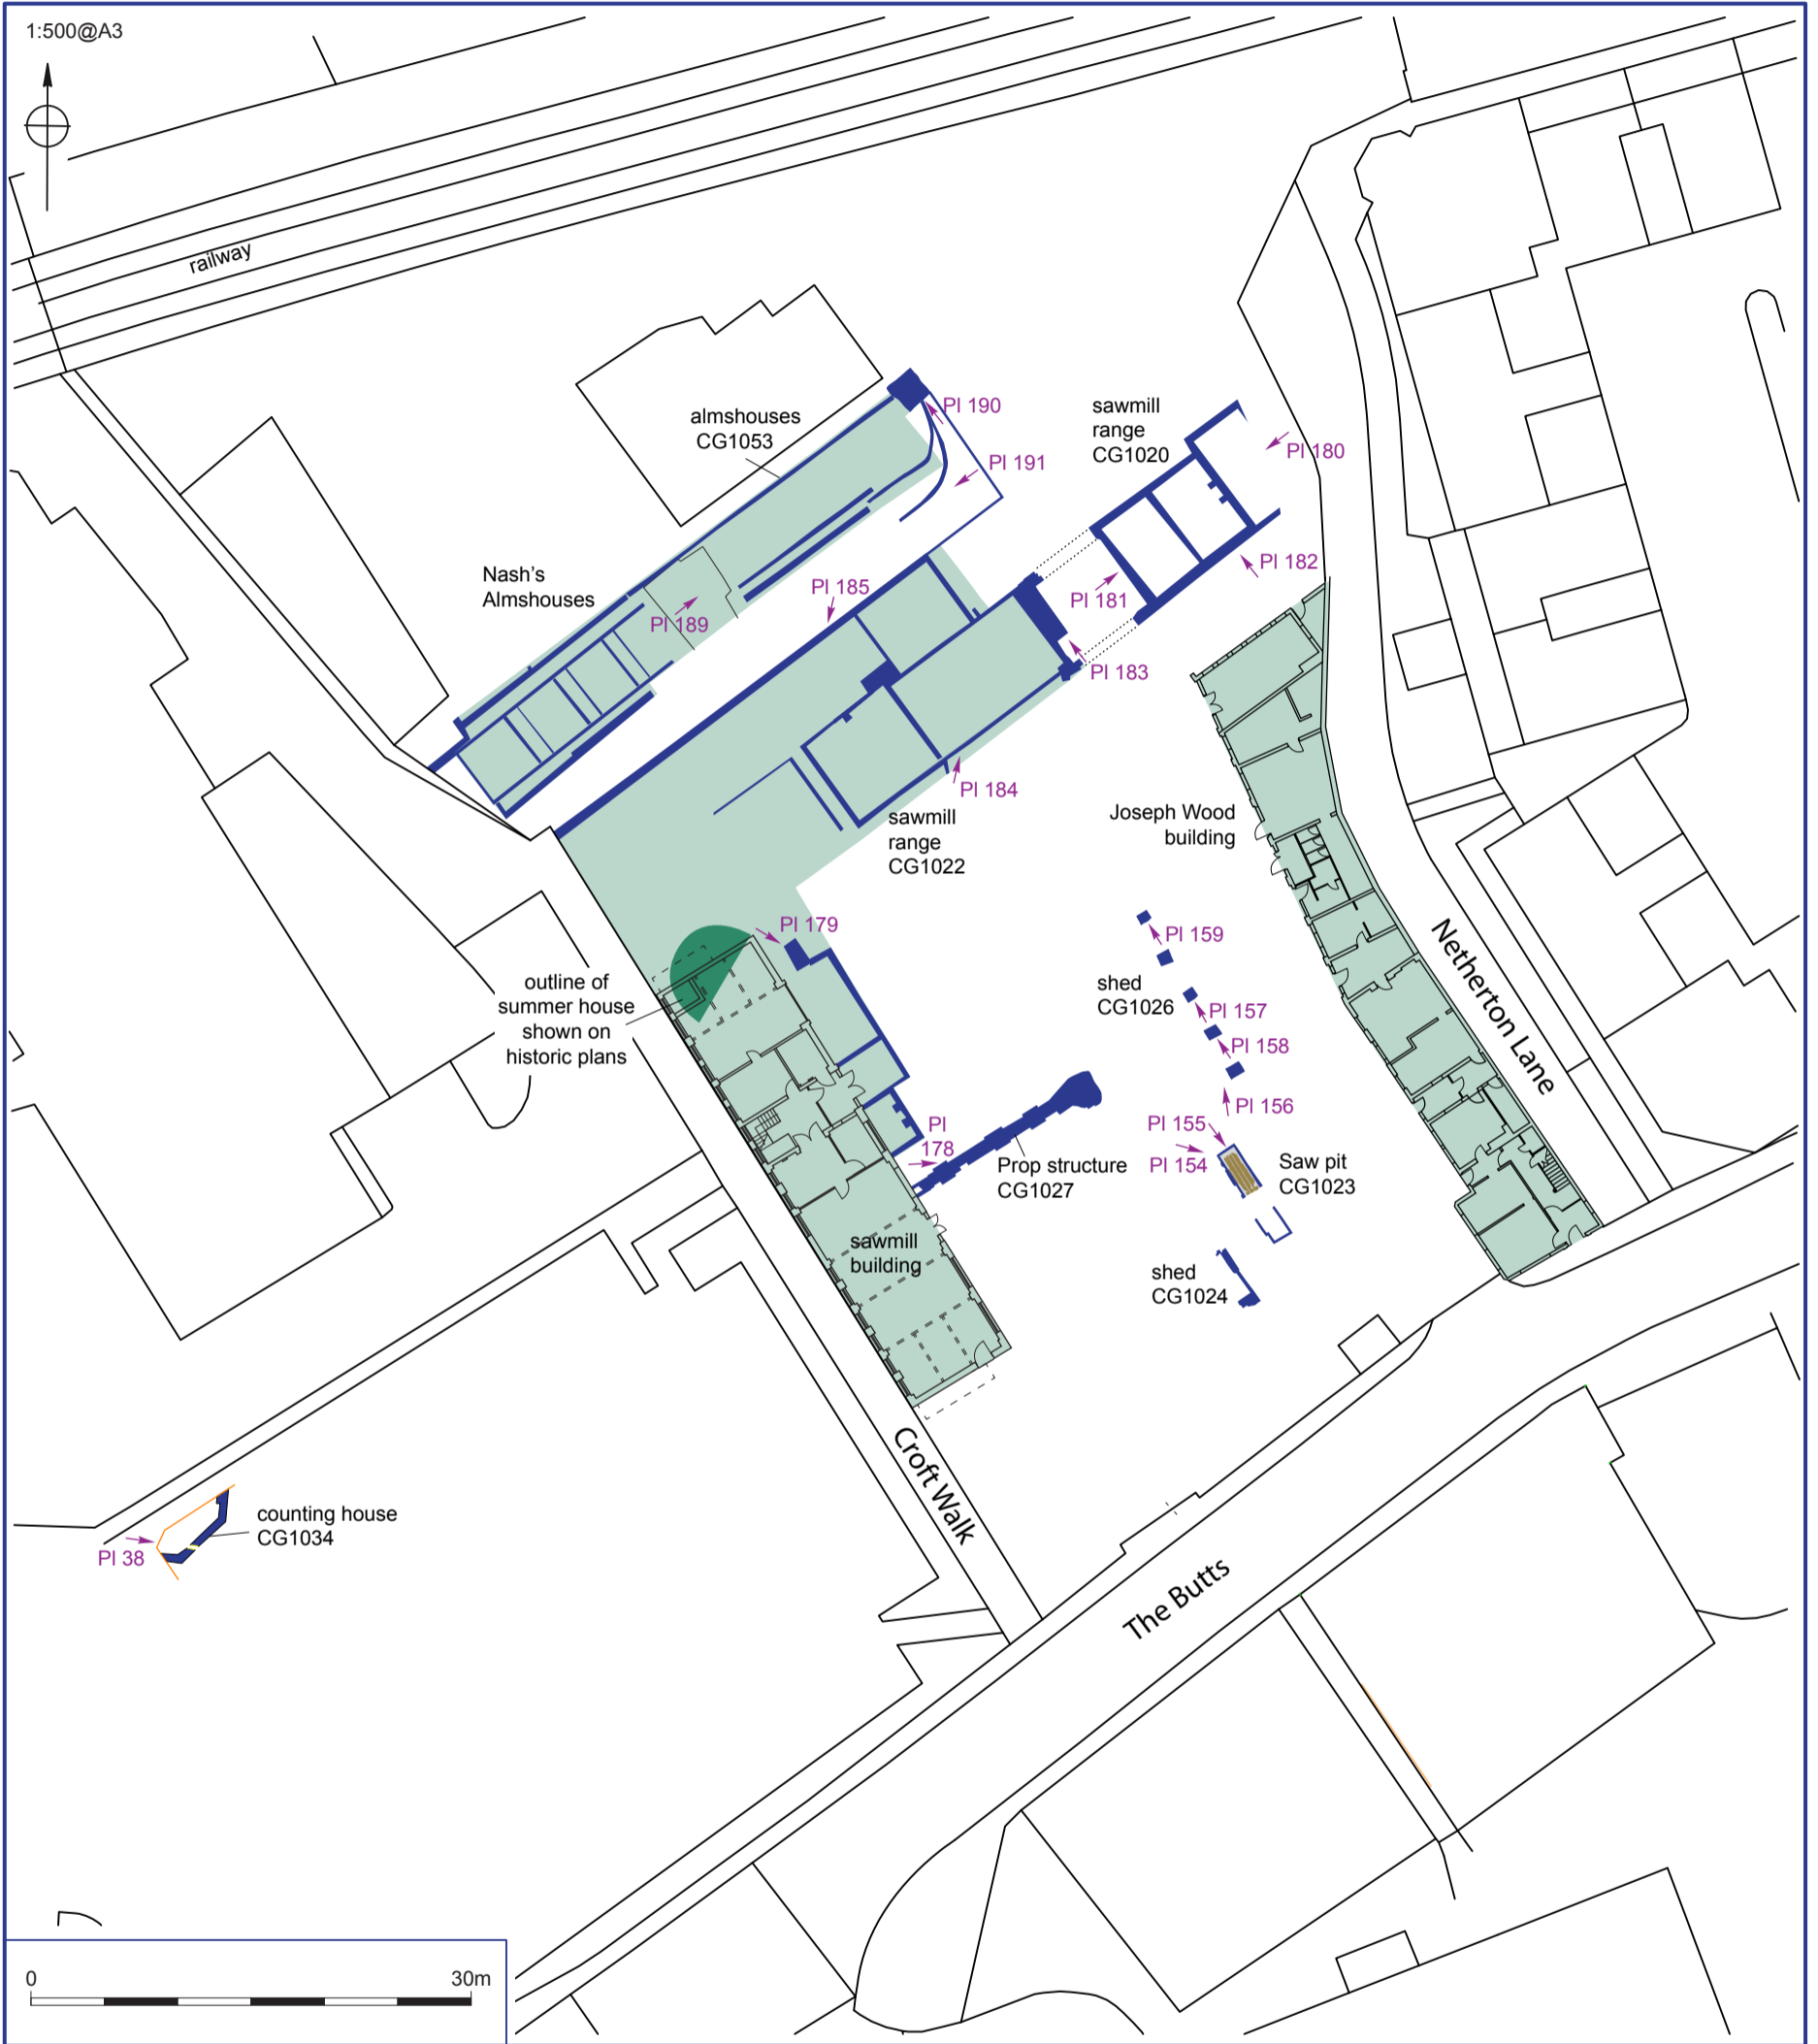 1:500@A3
railway
almshouses
CG1053
Pl 190
sawmill
range
CG1020
Pl 180
Pl 191
Nash's
Almshouses
Pl 185
Pl 182
Pl 181
Pl 189
Pl 183
Pl 184
sawmill
range
CG1022
Joseph Wood
building
Pl 179
Pl 159
Netherton Lane
outline of
summer house
shown on
historic plans
shed
CG1026
Pl 157
Pl 158
Pl 156
Pl 155
Pl
178
Pl 154
Prop structure
CG1027
Saw pit
CG1023
sawmill
building
shed
CG1024
Croft Walk
counting house
CG1034
Pl 38
The Butts
0
30m